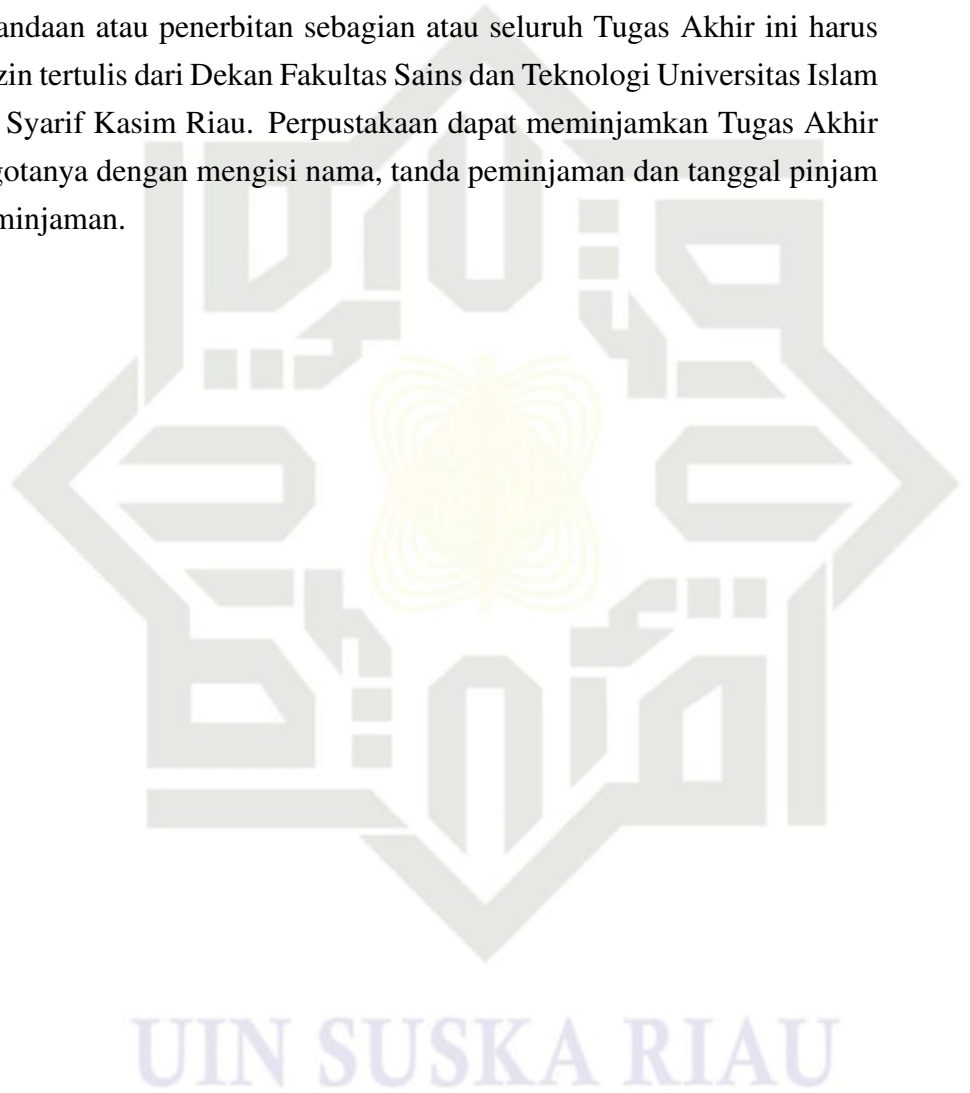 andaan atau penerbitan sebagian atau seluruh Tugas Akhir ini harus
zin tertulis dari Dekan Fakultas Sains dan Teknologi Universitas Islam
Syarif Kasim Riau. Perpustakaan dapat meminjamkan Tugas Akhir
gotanya dengan mengisi nama, tanda peminjaman dan tanggal pinjam
minjaman.
UIN SUSKA RIAU